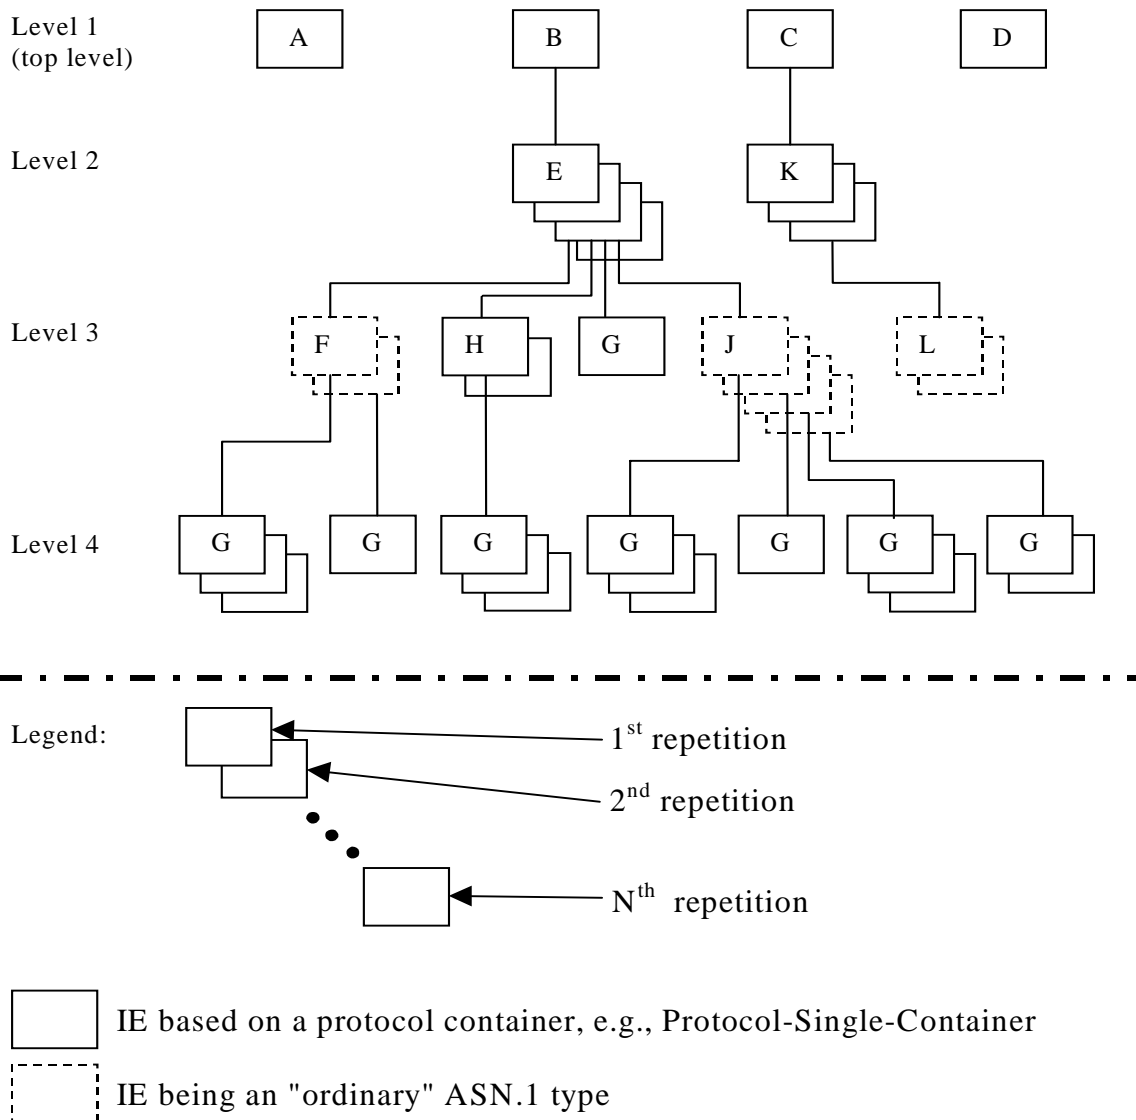 Level 1
(top level)
A
B
C
D
Level 2
E
K
Level 3
F
H
G
J
L
Level 4
G
G
G
G
G
G
G
Legend:
1st repetition
2nd repetition
Nth repetition
IE based on a protocol container, e.g., Protocol-Single-Container
IE being an "ordinary" ASN.1 type